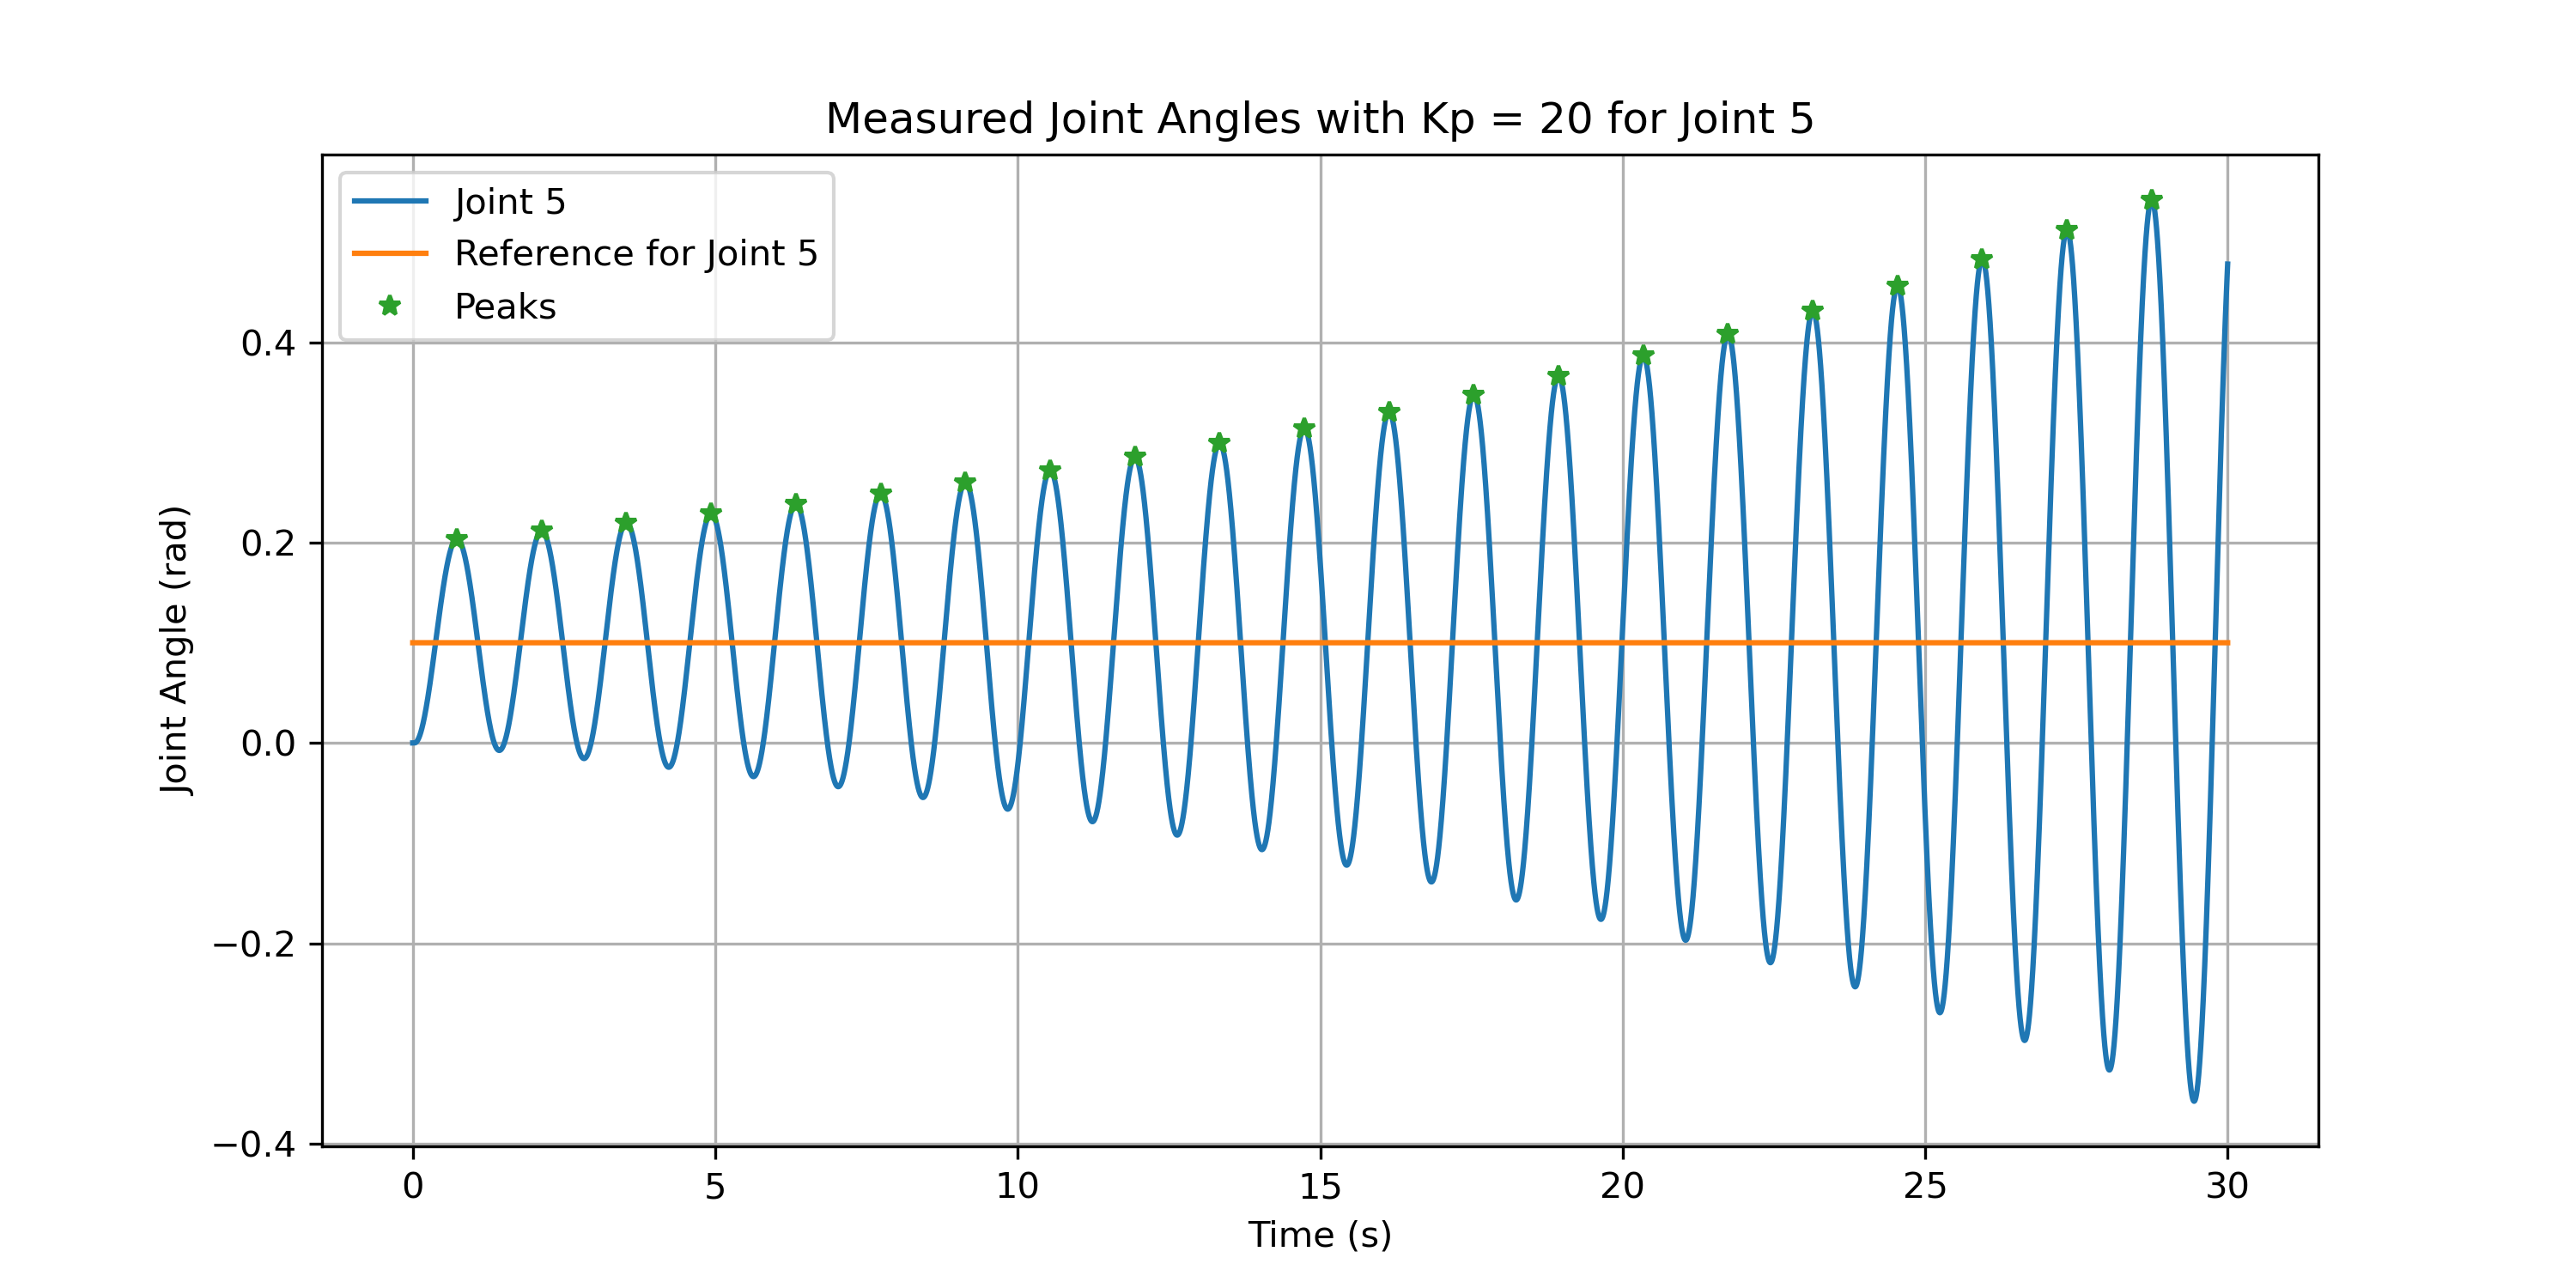 Measured Joint Angles with Kp = 20 for Joint 5
Joint 5
Reference for Joint 5
Peaks
Joint Angle (rad)
0.4
0.2
0.0
−0.2
−0.4
0 5 10 15 20 25 30
Time (s)